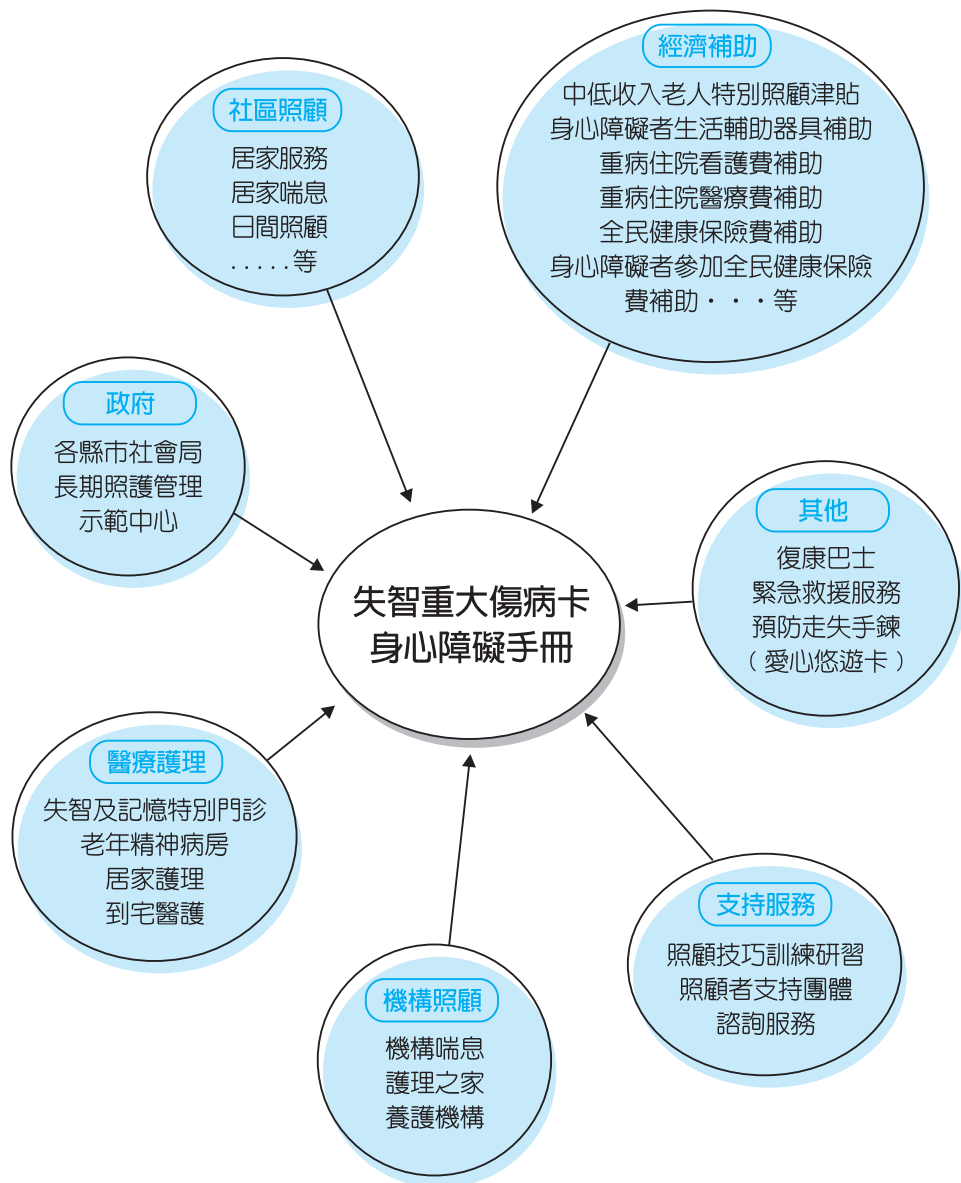 經濟補助
中低收入老人特別照顧津貼
身心障礙者生活輔助器具補助
重病住院看護費補助
重病住院醫療費補助
全民健康保險費補助
身心障礙者參加全民健康保險
費補助・・・等
社區照顧
居家服務
居家喘息
日間照顧
.....等
政府
各縣市社會局
長期照護管理
示範中心
其他
復康巴士
緊急救援服務
預防走失手鍊
（愛心悠遊卡）
失智重大傷病卡
身心障礙手冊
醫療護理
失智及記憶特別門診
老年精神病房
居家護理
到宅醫護
支持服務
照顧技巧訓練研習
照顧者支持團體
諮詢服務
機構照顧
機構喘息
護理之家
養護機構